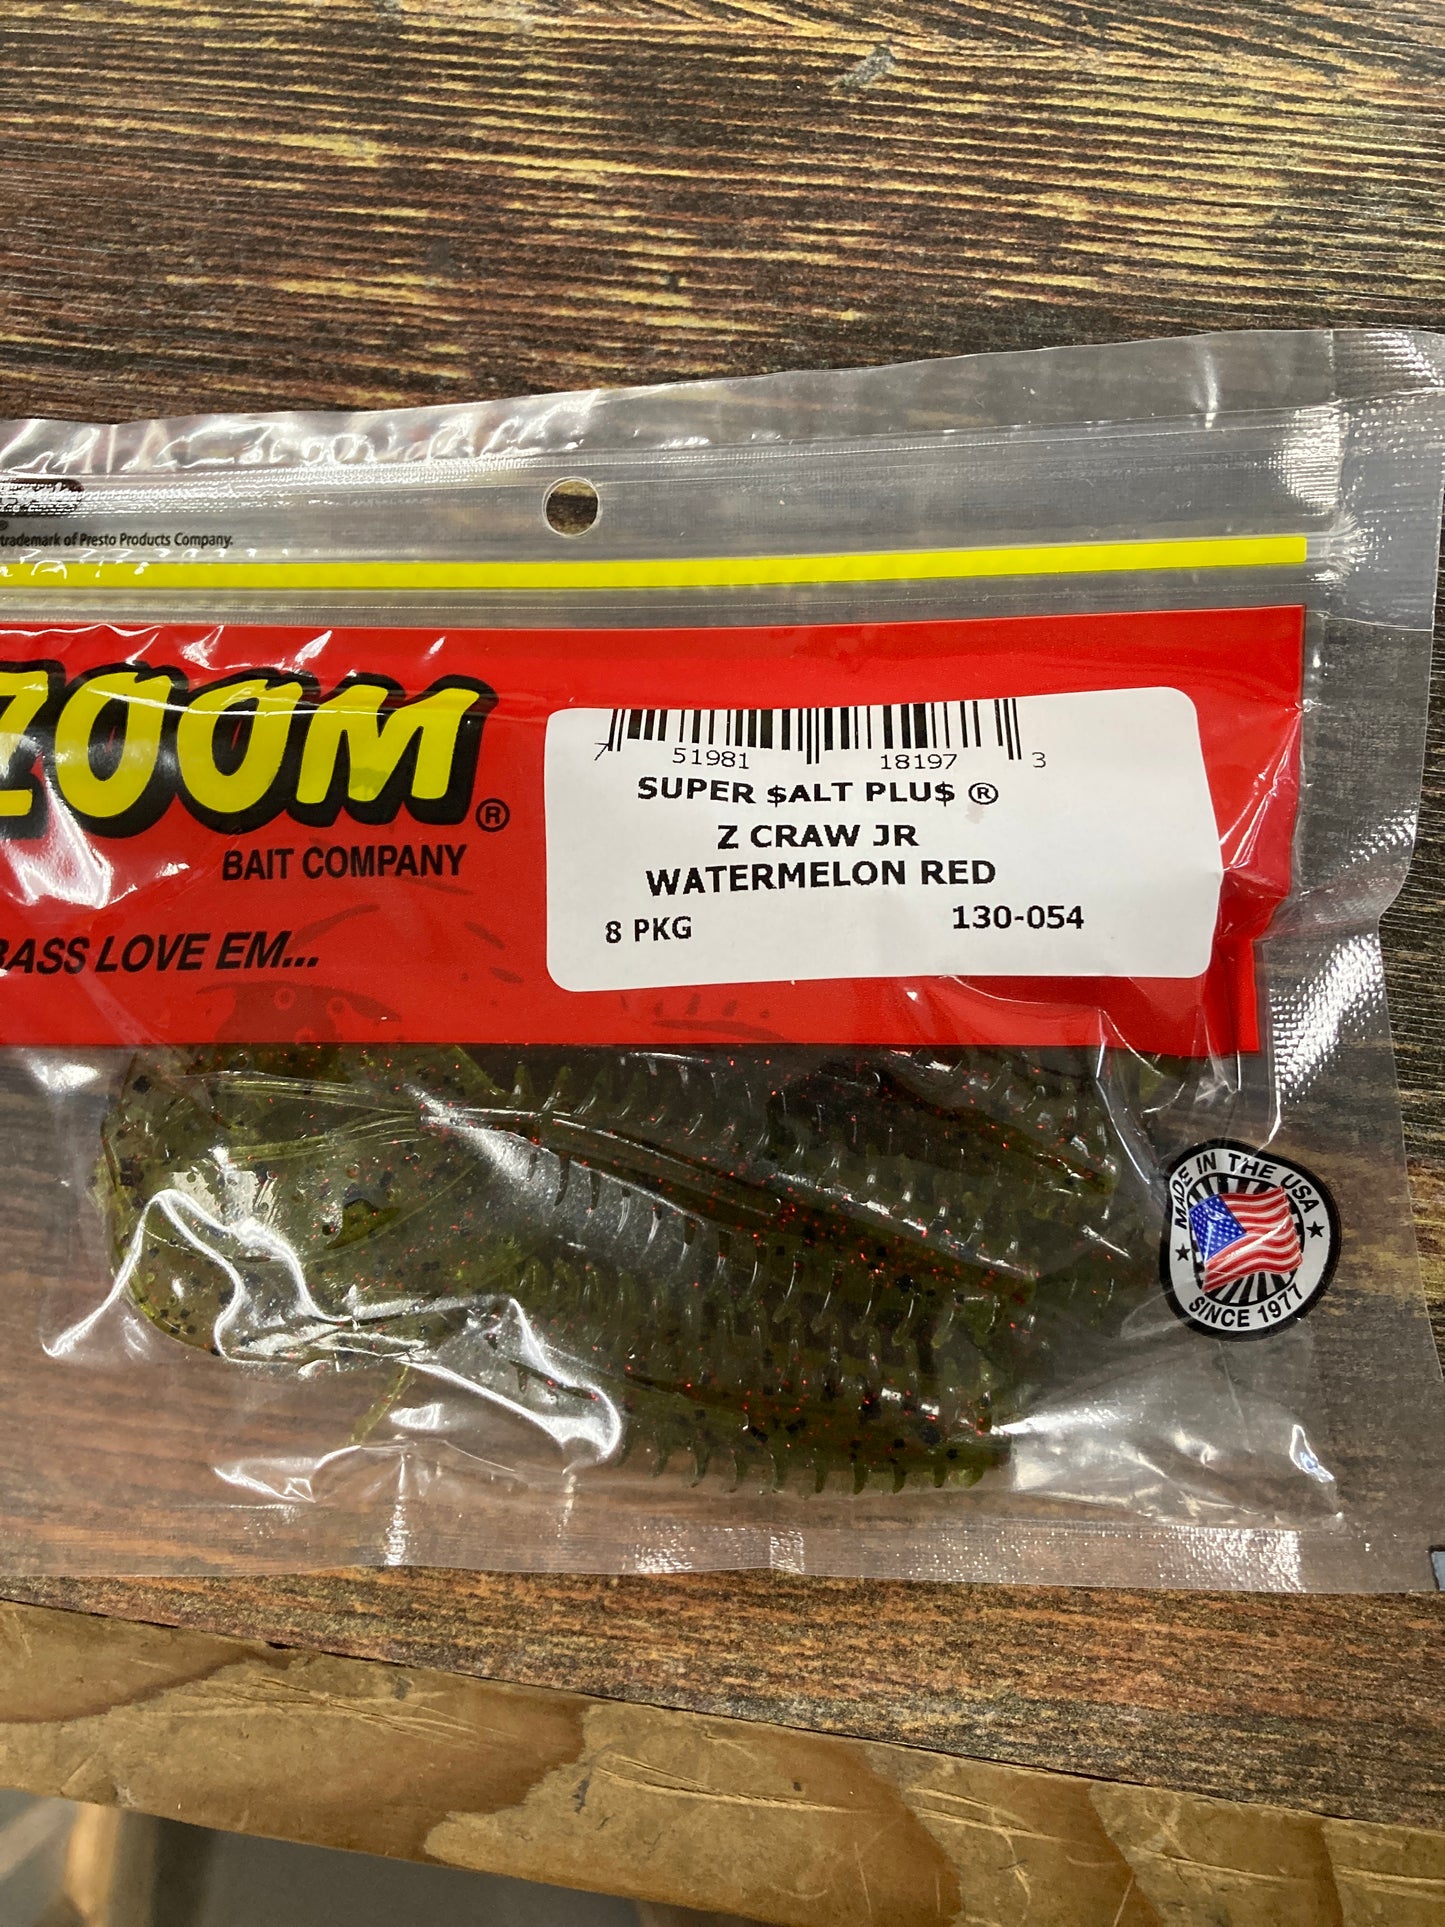 ®
trademark of Presto Products Company.
ZOOM®
BAIT COMPANY
BASS LOVE EM...
7 51981 18197 3
SUPER $ALT PLU$ ®
Z CRAW JR
WATERMELON RED
8 PKG 130-054
MADE IN THE USA
SINCE 1977